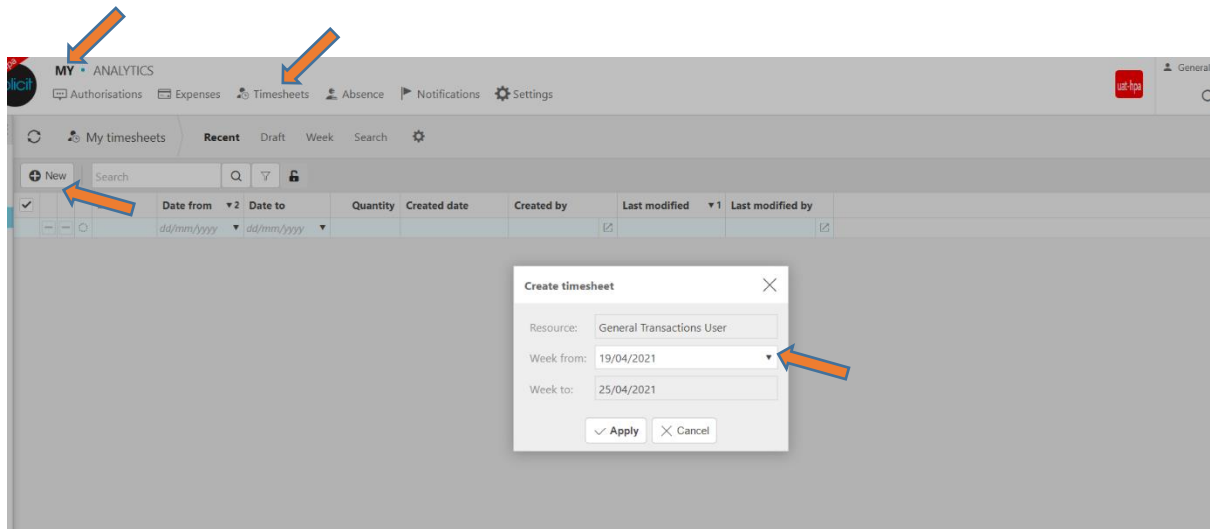 MY • ANALYTICS
General
plicit
Authorisations Expenses Timesheets Absence Notifications Settings
uat-hpa
My timesheets Recent Draft Week Search
New Search
Date from ▼2 Date to Quantity Created date Created by Last modified ▼1 Last modified by
dd/mm/yyyy ▼ dd/mm/yyyy ▼
Create timesheet
Resource: General Transactions User
Week from: 19/04/2021
Week to: 25/04/2021
Apply Cancel